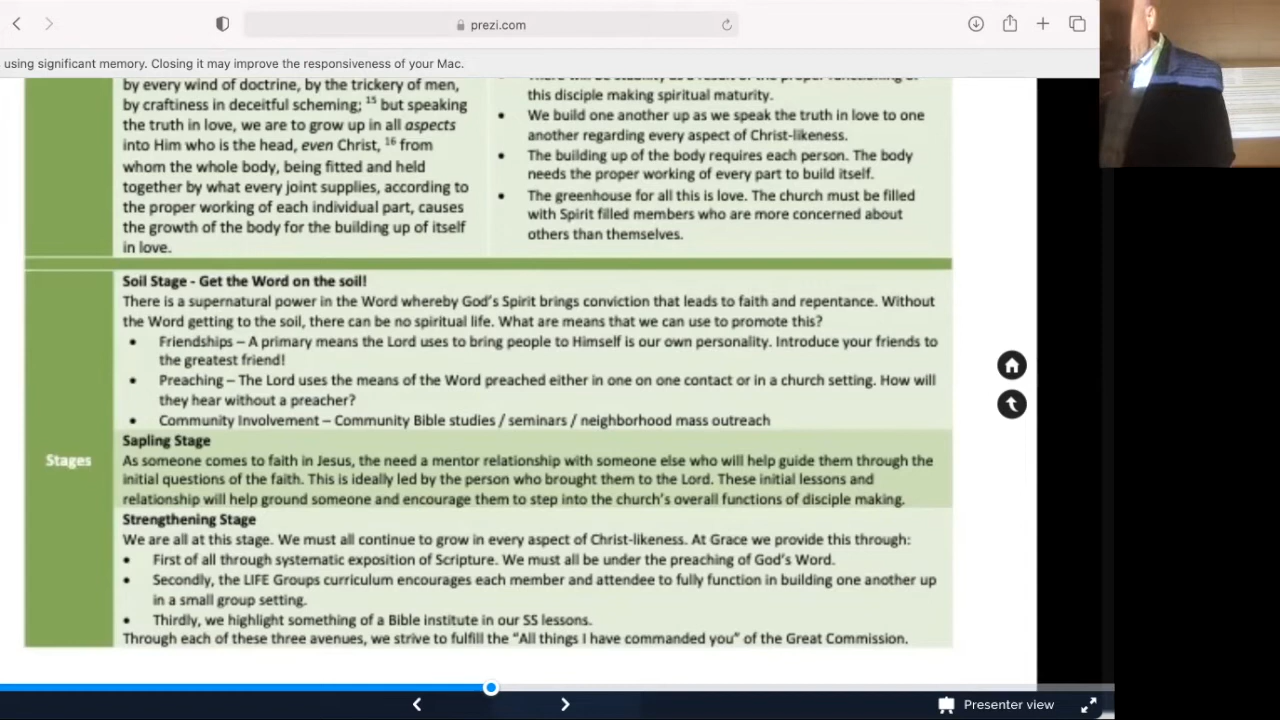 prezi.com
using significant memory. Closing it may improve the responsiveness of your Mac.
by every wind of doctrine, by the trickery of men,
by craftiness in deceitful scheming; 15 but speaking
the truth in love, we are to grow up in all aspects
into Him who is the head, even Christ, 16 from
whom the whole body, being fitted and held
together by what every joint supplies, according to
the proper working of each individual part, causes
the growth of the body for the building up of itself
in love.
There will be stability as a result of the proper functioning of
this disciple making spiritual maturity.
• We build one another up as we speak the truth in love to one
another regarding every aspect of Christ-likeness.
• The building up of the body requires each person. The body
needs the proper working of every part to build itself.
• The greenhouse for all this is love. The church must be filled
with Spirit filled members who are more concerned about
others than themselves.
Stages
Soil Stage - Get the Word on the soil!
There is a supernatural power in the Word whereby God's Spirit brings conviction that leads to faith and repentance. Without
the Word getting to the soil, there can be no spiritual life. What are means that we can use to promote this?
• Friendships – A primary means the Lord uses to bring people to Himself is our own personality. Introduce your friends to
the greatest friend!
• Preaching – The Lord uses the means of the Word preached either in one on one contact or in a church setting. How will
they hear without a preacher?
• Community Involvement – Community Bible studies / seminars / neighborhood mass outreach
Sapling Stage
As someone comes to faith in Jesus, the need a mentor relationship with someone else who will help guide them through the
initial questions of the faith. This is ideally led by the person who brought them to the Lord. These initial lessons and
relationship will help ground someone and encourage them to step into the church's overall functions of disciple making.
Strengthening Stage
We are all at this stage. We must all continue to grow in every aspect of Christ-likeness. At Grace we provide this through:
• First of all through systematic exposition of Scripture. We must all be under the preaching of God's Word.
• Secondly, the LIFE Groups curriculum encourages each member and attendee to fully function in building one another up
in a small group setting.
• Thirdly, we highlight something of a Bible institute in our SS lessons.
Through each of these three avenues, we strive to fulfill the "All things I have commanded you" of the Great Commission.
Presenter view